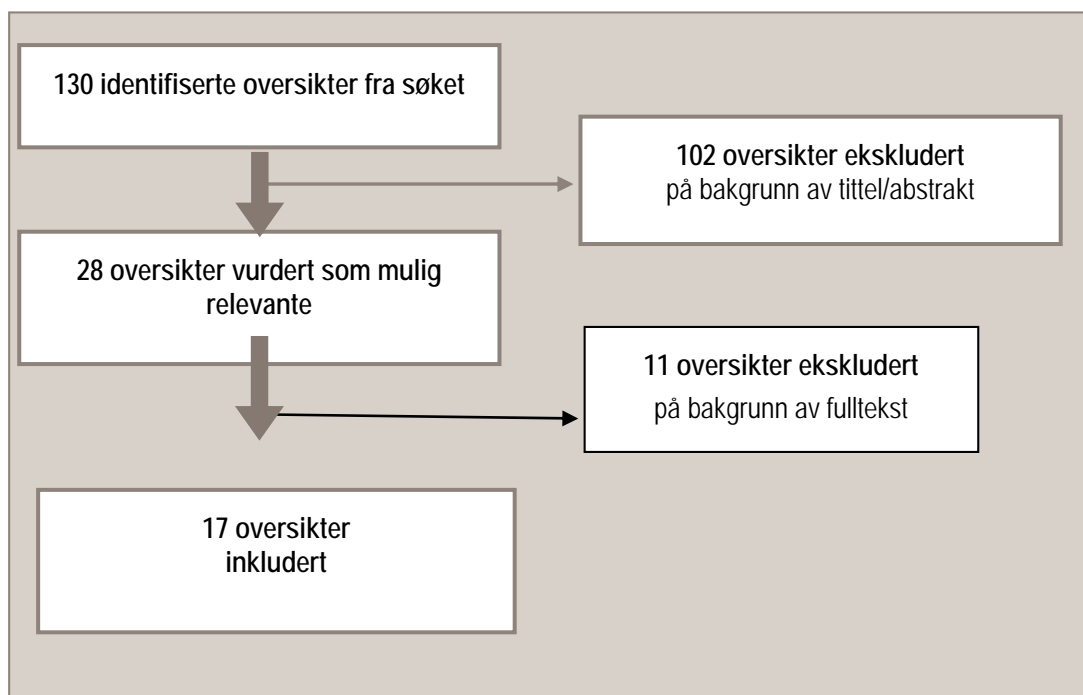 130 identifiserte oversikter fra søket
102 oversikter ekskludert
på bakgrunn av tittel/abstrakt
28 oversikter vurdert som mulig
relevante
11 oversikter ekskludert
på bakgrunn av fulltekst
17 oversikter
inkludert